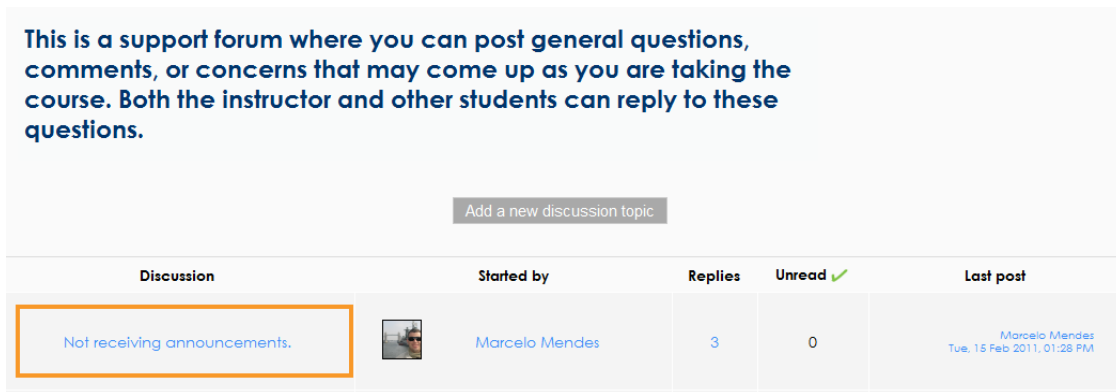 This is a support forum where you can post general questions,
comments, or concerns that may come up as you are taking the
course. Both the instructor and other students can reply to these
questions.
Add a new discussion topic
Discussion Started by Replies Unread Last post
Not receiving announcements. Marcelo Mendes 3 0 Marcelo Mendes
Tue, 15 Feb 2011, 01:28 PM